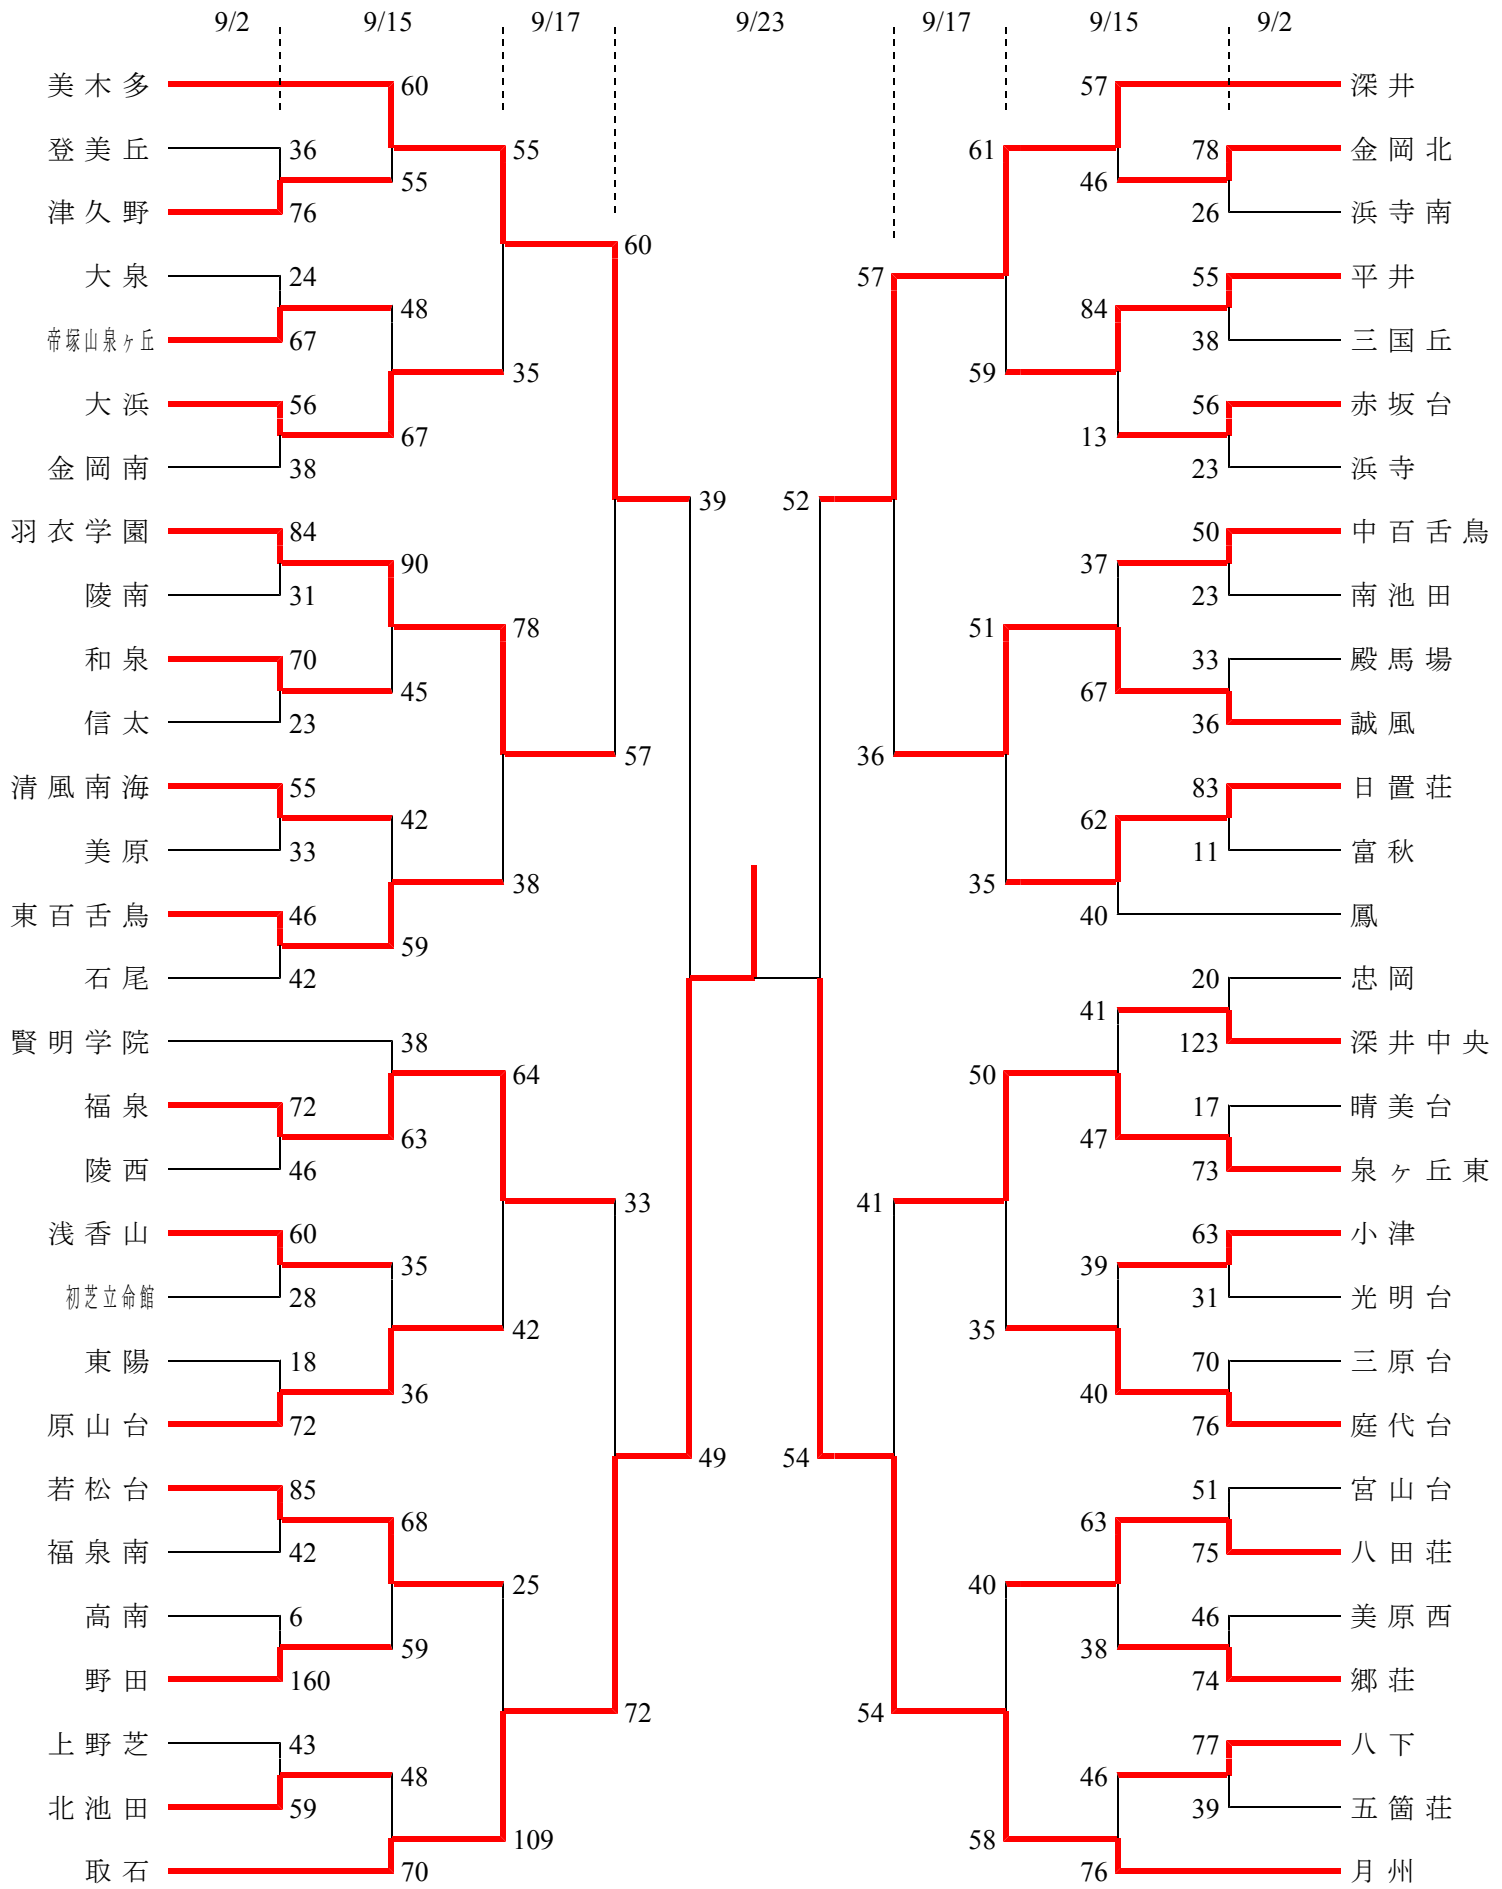 9/2 9/15 9/17 9/23 9/17 9/15 9/2
美木多 60 57 深井
登美丘 36 55 61 78 金岡北
55 46
津久野 76 26 浜寺南
60
大泉 24 57 55 平井
48 84
帝塚山泉ヶ丘 67 38 三国丘
35 59
大浜 56 56 赤坂台
67 13
金岡南 38 23 浜寺
39 52
羽衣学園 84 50 中百舌鳥
90 37
陵南 31 23 南池田
78 51
和泉 70 33 殿馬場
45 67
信太 23 36 誠風
57 36
清風南海 55 83 日置荘
42 62
美原 33 11 富秋
38 35
東百舌鳥 46 40 鳳
59
石尾 42 20 忠岡
41
賢明学院 38 123 深井中央
64 50
福泉 72 17 晴美台
63 47
陵西 46 73 泉ヶ丘東
33 41
浅香山 60 63 小津
35 39
初芝立命館 28 31 光明台
42 35
東陽 18 70 三原台
36 40
原山台 72 76 庭代台
49 54
若松台 85 51 宮山台
68 63
福泉南 42 75 八田荘
25 40
高南 6 46 美原西
59 38
野田 160 74 郷荘
72 54
上野芝 43 77 八下
48 46
北池田 59 39 五箇荘
109 58
取石 70 76 月州